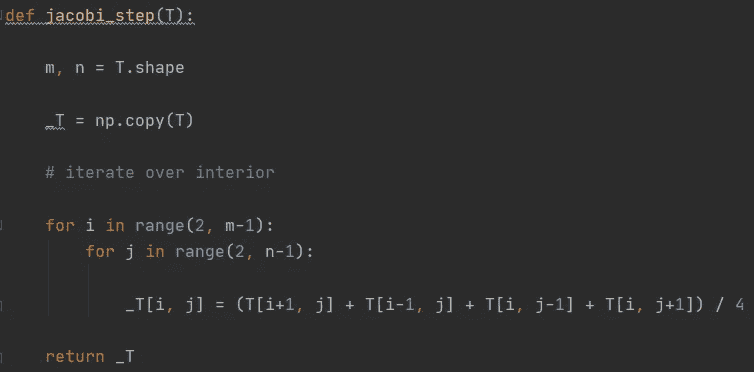 def jacobi_step(T):
m, n = T.shape
_T = np.copy(T)
# iterate over interior
for i in range(2, m-1):
for j in range(2, n-1):
_T[i, j] = (T[i+1, j] + T[i-1, j] + T[i, j-1] + T[i, j+1]) / 4
return _T